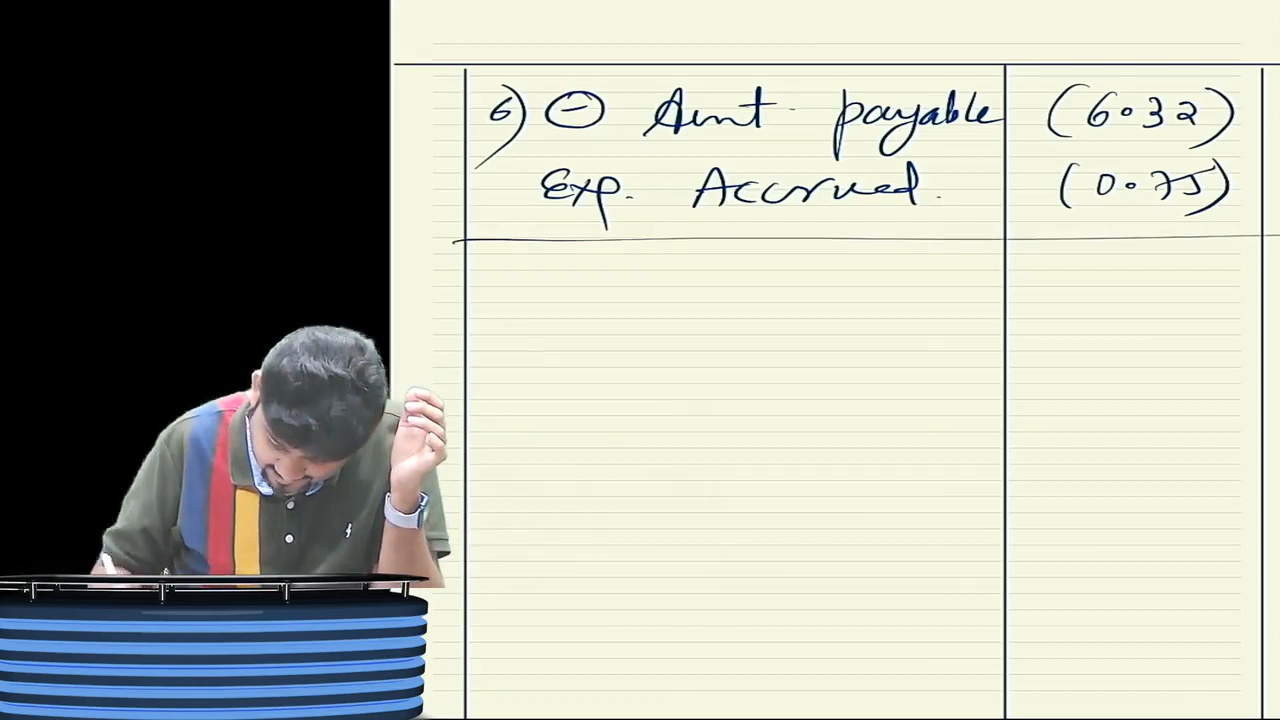 6) ⊖ Amt. payable (6.32)
Exp. Accrued. (0.75)